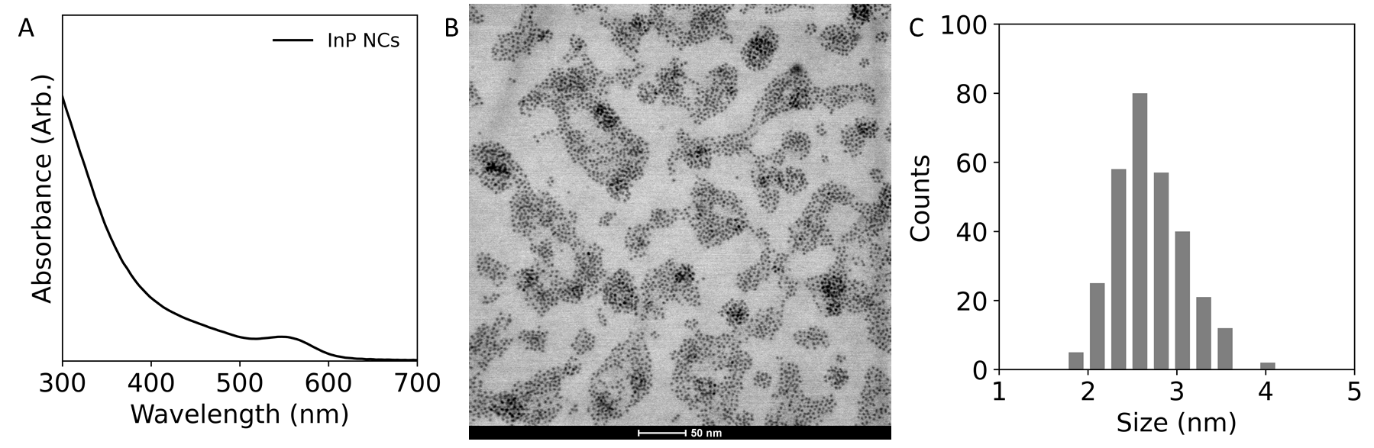 A
Absorbance (Arb.)
InP NCs
300 400 500 600 700
Wavelength (nm)
B
50 nm
C
Counts
100
80
60
40
20
0
1 2 3 4 5
Size (nm)